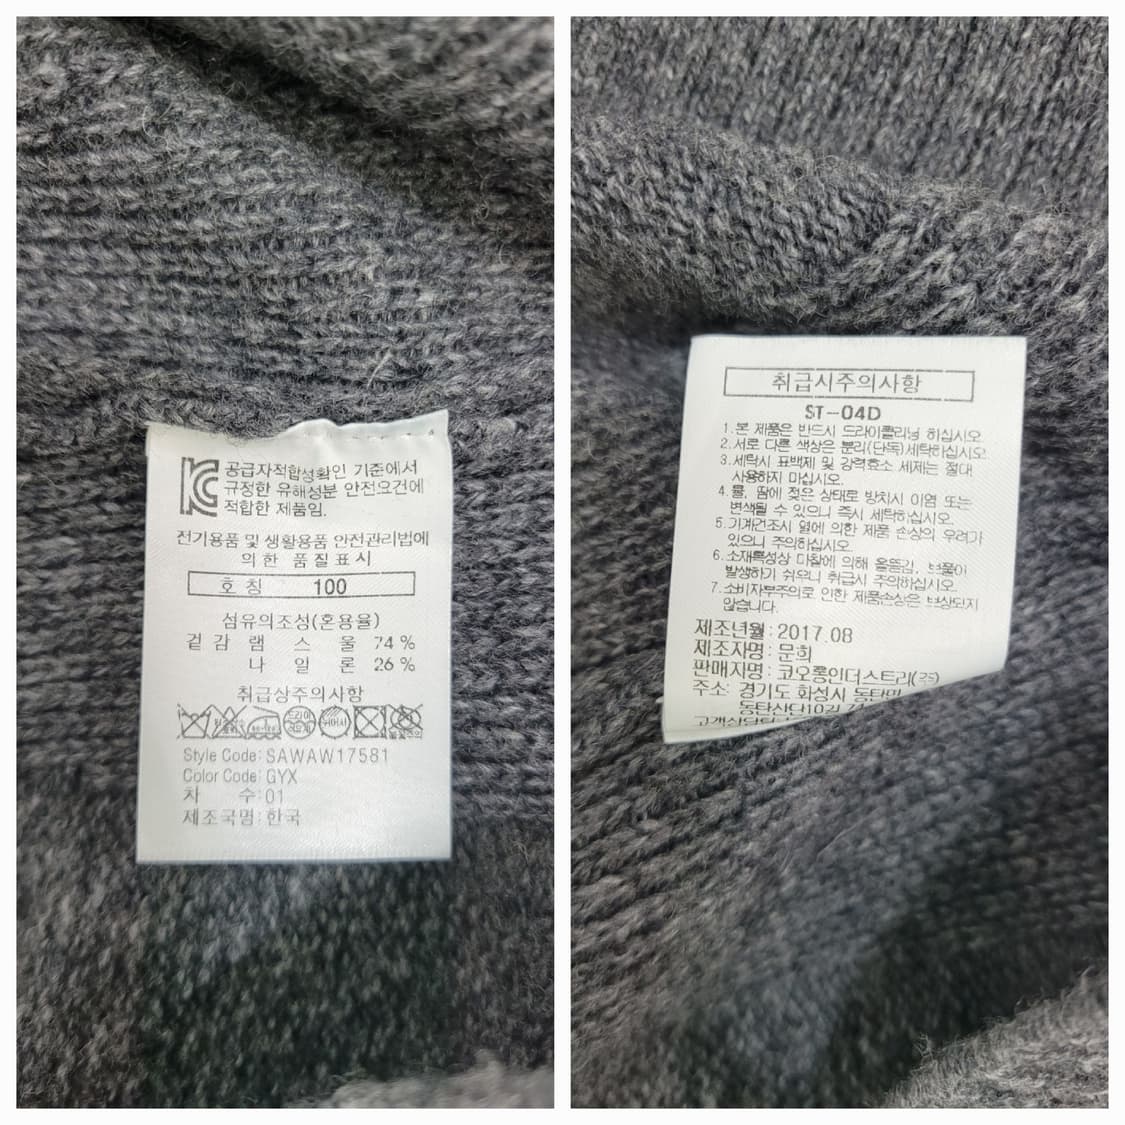 공급자적합성확인 기준에서
규정한 유해성분 안전요건에
적합한 제품임.
전기용품 및 생활용품 안전관리법에
의 한 품 질 표 시
호 칭 100
섬유의조성(혼용율)
겉 감 램 스 울 74 %
나 일 론 26 %
취급상주의사항
Style Code: SAWAW17581
Color Code: GYX
차 수: 01
제조국명: 한국
취급시주의사항
ST-04D
1. 본 제품은 반드시 드라이클리닝 하십시오.
2. 서로 다른 색상은 분리(단독)세탁하십시오.
3. 세탁시 표백제 및 강력효소 세제는 절대
사용하지 마십시오.
4. 물, 땀에 젖은 상태로 방치시 이염 또는
변색될 수 있으니 즉시 세탁하십시오.
5. 기계건조시 열에 의한 제품 손상의 우려가
있으니 주의하십시오.
6. 소재특성상 마찰에 의해 올뜯김, 보풀이
발생하기 쉬우니 취급시 주의하십시오.
7. 소비자부주의로 인한 제품손상은 보상되지
않습니다.
제조년월: 2017.08
제조자명: 문희
판매자명: 코오롱인더스트리(주)
주소: 경기도 화성시 동탄면
동탄산단10길